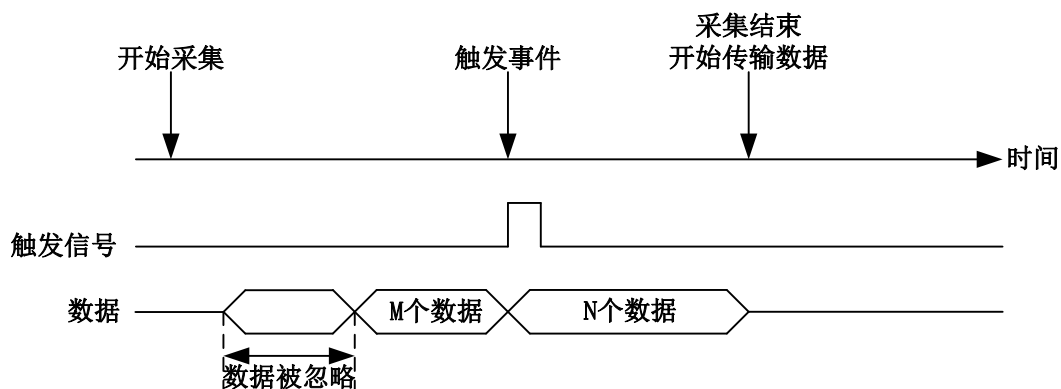 采集结束
开始采集
触发事件
开始传输数据
时间
触发信号
数据
M个数据
N个数据
数据被忽略